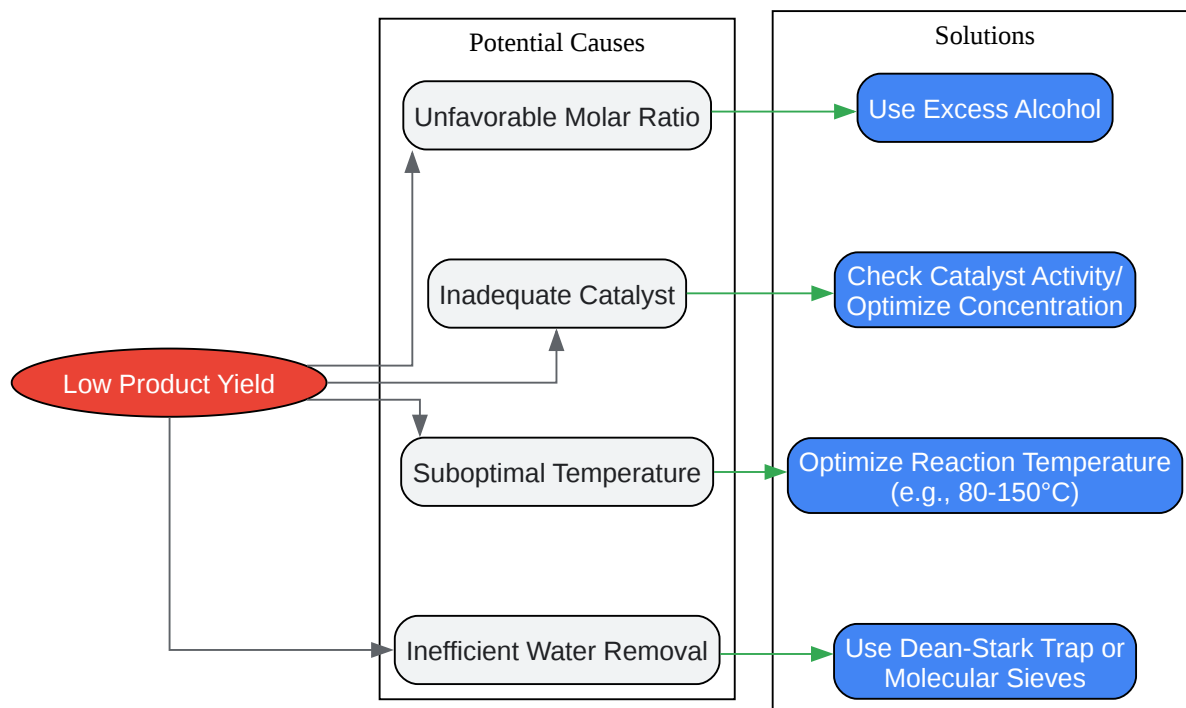 Potential Causes
Solutions
Unfavorable Molar Ratio
Use Excess Alcohol
Inadequate Catalyst
Check Catalyst Activity/
Optimize Concentration
Low Product Yield
Suboptimal Temperature
Optimize Reaction Temperature
(e.g., 80-150°C)
Inefficient Water Removal
Use Dean-Stark Trap or
Molecular Sieves